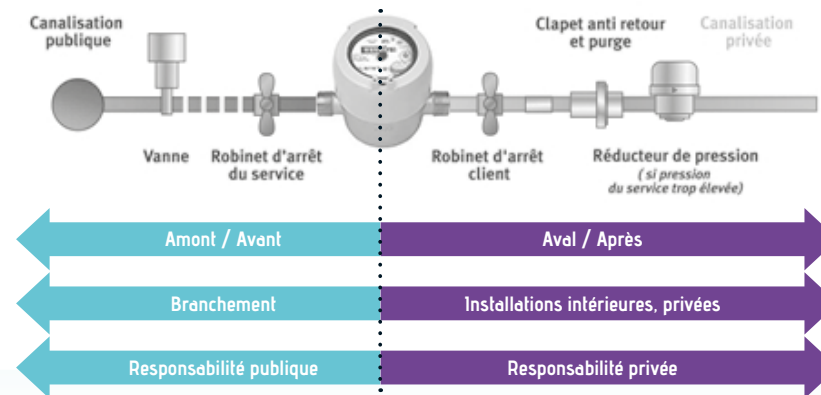 Canalisation
publique
Clapet anti retour
et purge
Canalisation
privée
Vanne
Robinet d'arrêt
du service
Robinet d'arrêt
client
Réducteur de pression
( si pression
du service trop élevée)
Amont / Avant
Aval / Après
Branchement
Installations intérieures, privées
Responsabilité publique
Responsabilité privée